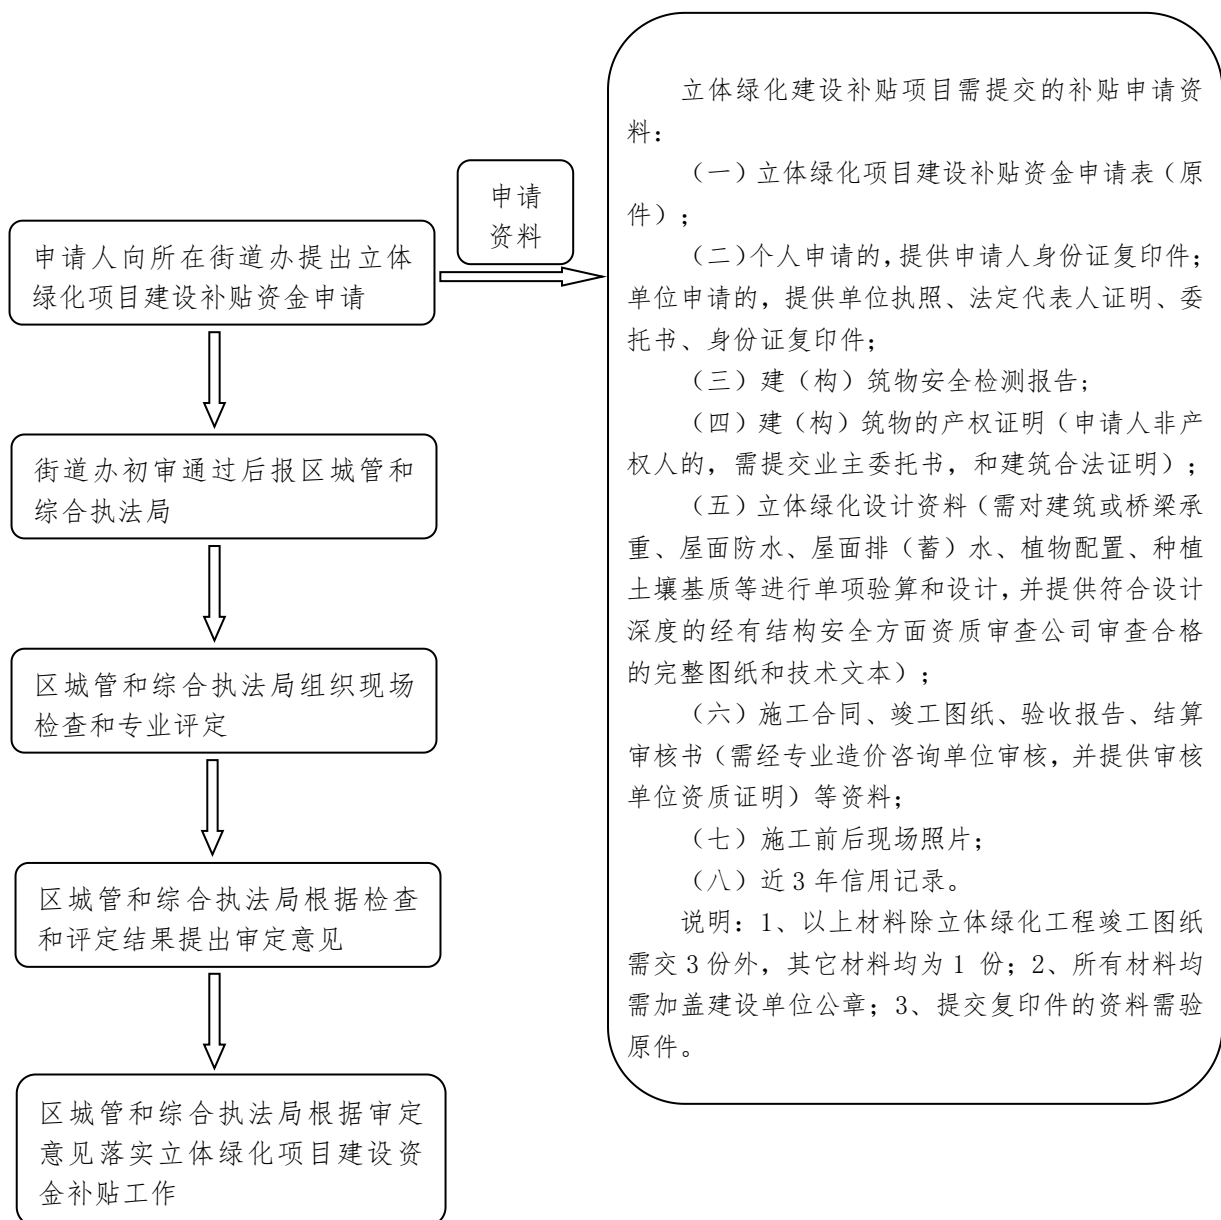 申请人向所在街道办提出立体
绿化项目建设补贴资金申请
街道办初审通过后报区城管和
综合执法局
区城管和综合执法局组织现场
检查和专业评定
区城管和综合执法局根据检查
和评定结果提出审定意见
区城管和综合执法局根据审定
意见落实立体绿化项目建设资
金补贴工作
申请
资料
立体绿化建设补贴项目需提交的补贴申请资
料：
（一）立体绿化项目建设补贴资金申请表（原
件）；
（二）个人申请的，提供申请人身份证复印件；
单位申请的，提供单位执照、法定代表人证明、委
托书、身份证复印件；
（三）建（构）筑物安全检测报告；
（四）建（构）筑物的产权证明（申请人非产
权人的，需提交业主委托书，和建筑合法证明）；
（五）立体绿化设计资料（需对建筑或桥梁承
重、屋面防水、屋面排（蓄）水、植物配置、种植
土壤基质等进行单项验算和设计，并提供符合设计
深度的经有结构安全方面资质审查公司审查合格
的完整图纸和技术文本）；
（六）施工合同、竣工图纸、验收报告、结算
审核书（需经专业造价咨询单位审核，并提供审核
单位资质证明）等资料；
（七）施工前后现场照片；
（八）近 3 年信用记录。
说明：1、以上材料除立体绿化工程竣工图纸
需交 3 份外，其它材料均为 1 份；2、所有材料均
需加盖建设单位公章；3、提交复印件的资料需验
原件。